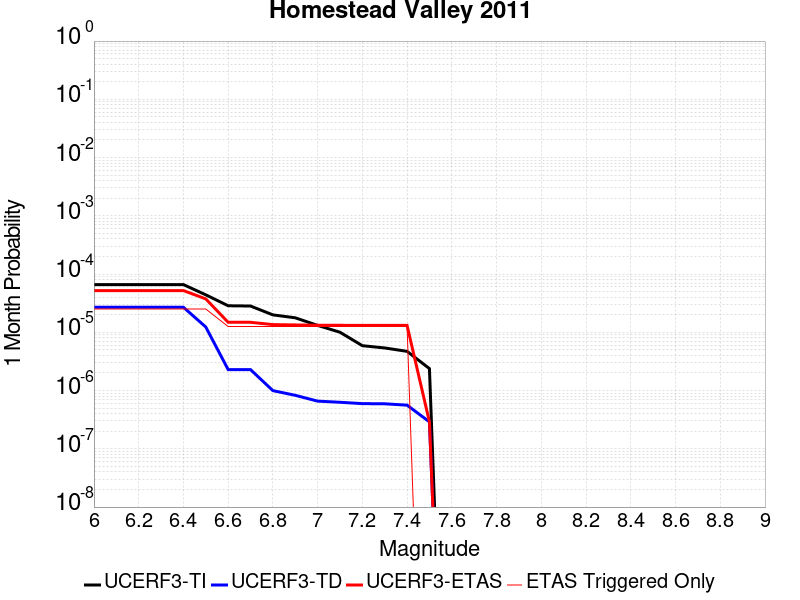 Homestead Valley 2011
1 Month Probability
10^0
10^-1
10^-2
10^-3
10^-4
10^-5
10^-6
10^-7
10^-8
6 6.2 6.4 6.6 6.8 7 7.2 7.4 7.6 7.8 8 8.2 8.4 8.6 8.8 9
Magnitude
UCERF3-TI UCERF3-TD UCERF3-ETAS ETAS Triggered Only